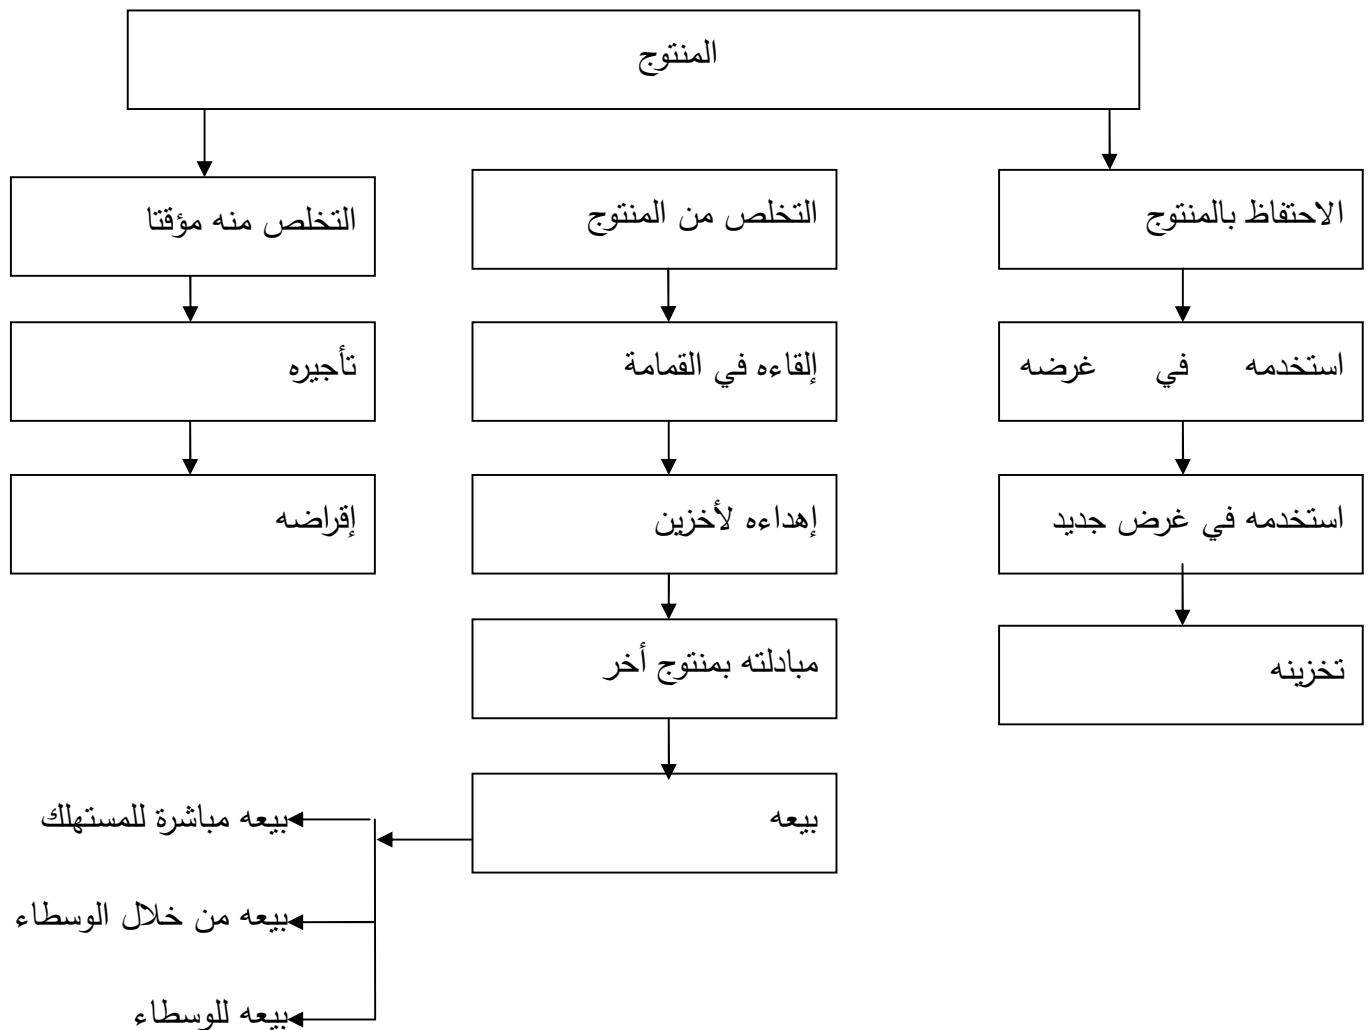 المنتوج
الاحتفاظ بالمنتوج
التخلص من المنتوج
التخلص منه مؤقتا
استخدمه في غرضه
إلقاءه في القمامة
تأجيره
استخدمه في غرض جديد
إهداءه لأخزين
إقراضه
تخزينه
مبادلته بمنتوج أخر
بيعه
بيعه مباشرة للمستهلك
بيعه من خلال الوسطاء
بيعه للوسطاء